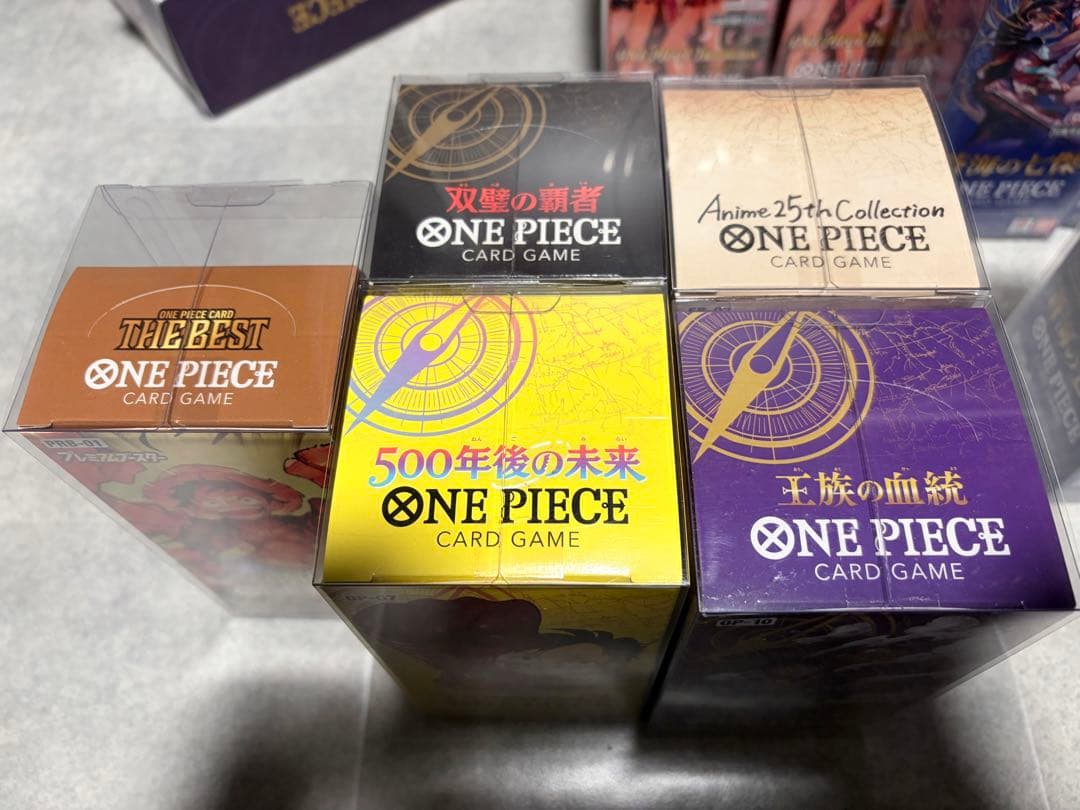 双璧の覇者
ONE PIECE
CARD GAME
Anime 25th Collection
ONE PIECE
CARD GAME
ONE PIECE CARD
THE BEST
ONE PIECE
CARD GAME
PRB-01
プレミアムブースター
500年後の未来
ONE PIECE
CARD GAME
OP-07
王族の血統
ONE PIECE
CARD GAME
OP-10
ONE PIECE